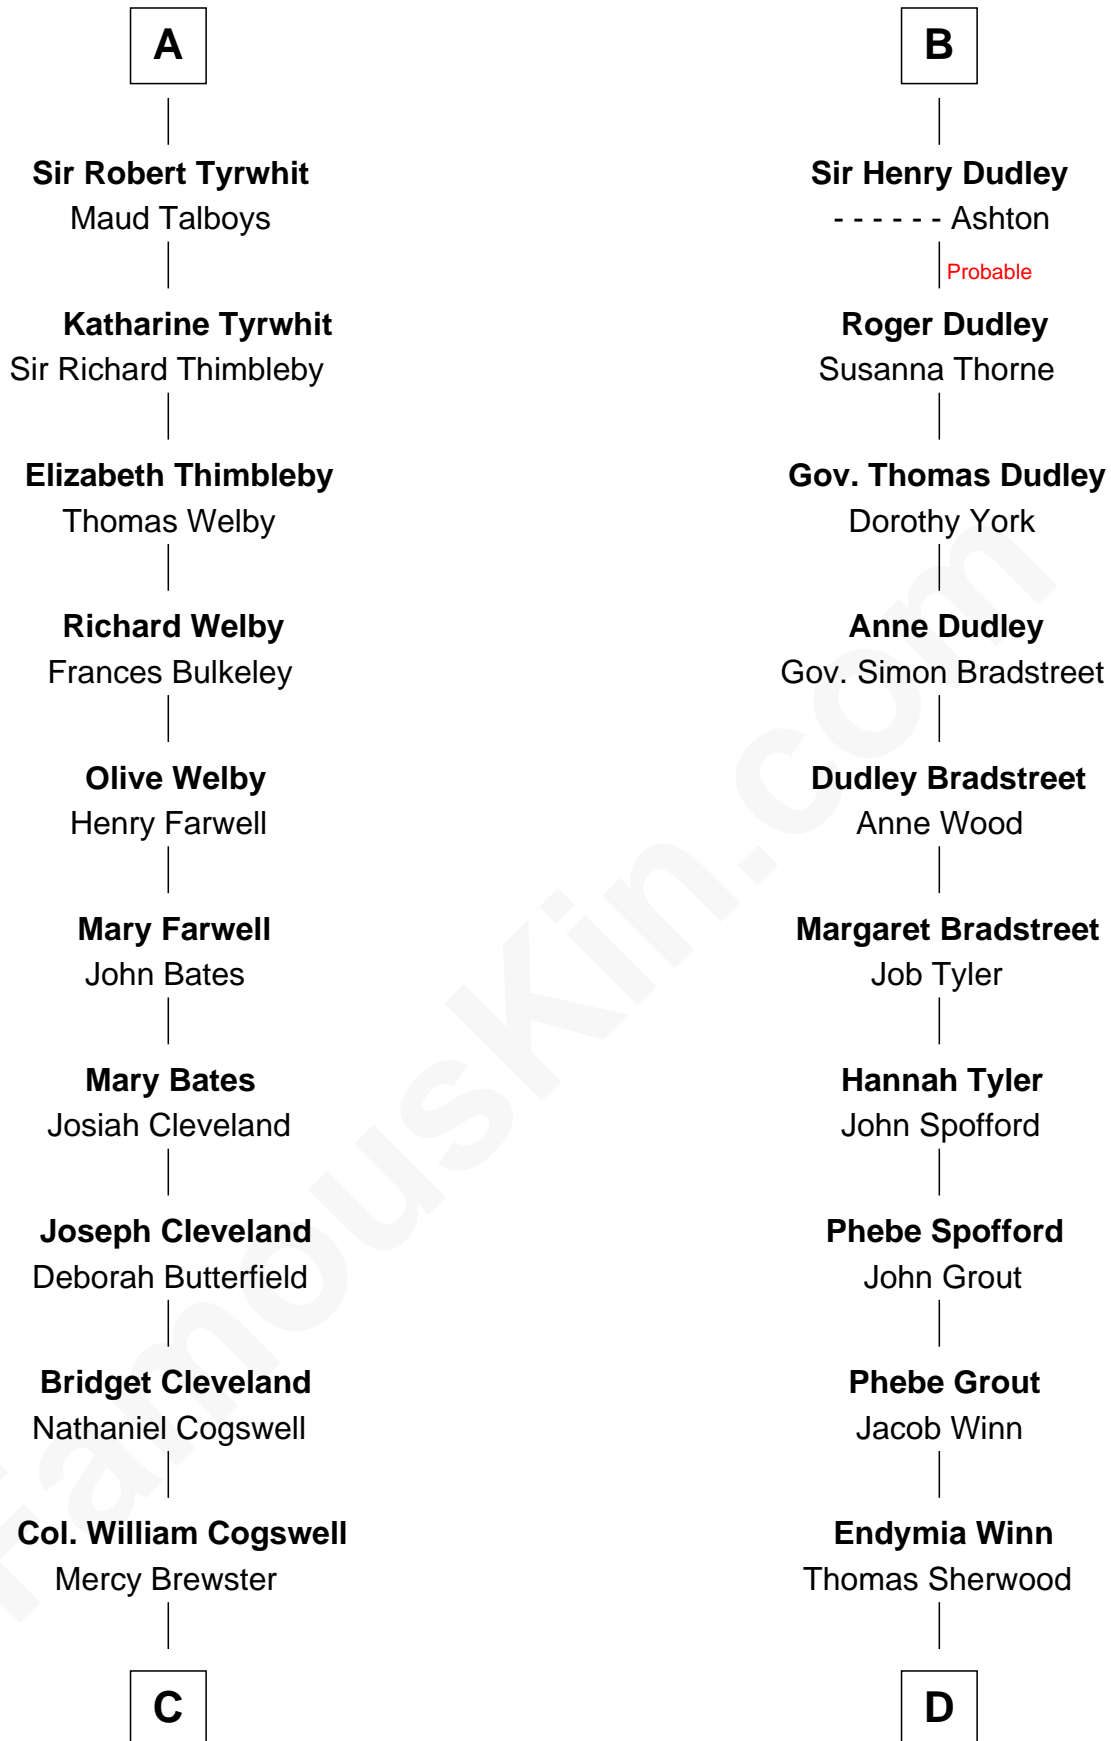 A
Sir Robert Tyrwhit
Maud Talboys
Katharine Tyrwhit
Sir Richard Thimbleby
Elizabeth Thimbleby
Thomas Welby
Richard Welby
Frances Bulkeley
Olive Welby
Henry Farwell
Mary Farwell
John Bates
Mary Bates
Josiah Cleveland
Joseph Cleveland
Deborah Butterfield
Bridget Cleveland
Nathaniel Cogswell
Col. William Cogswell
Mercy Brewster
C
B
Sir Henry Dudley
- - - - - - Ashton
Probable
Roger Dudley
Susanna Thorne
Gov. Thomas Dudley
Dorothy York
Anne Dudley
Gov. Simon Bradstreet
Dudley Bradstreet
Anne Wood
Margaret Bradstreet
Job Tyler
Hannah Tyler
John Spofford
Phebe Spofford
John Grout
Phebe Grout
Jacob Winn
Endymia Winn
Thomas Sherwood
D
FamousKin.com